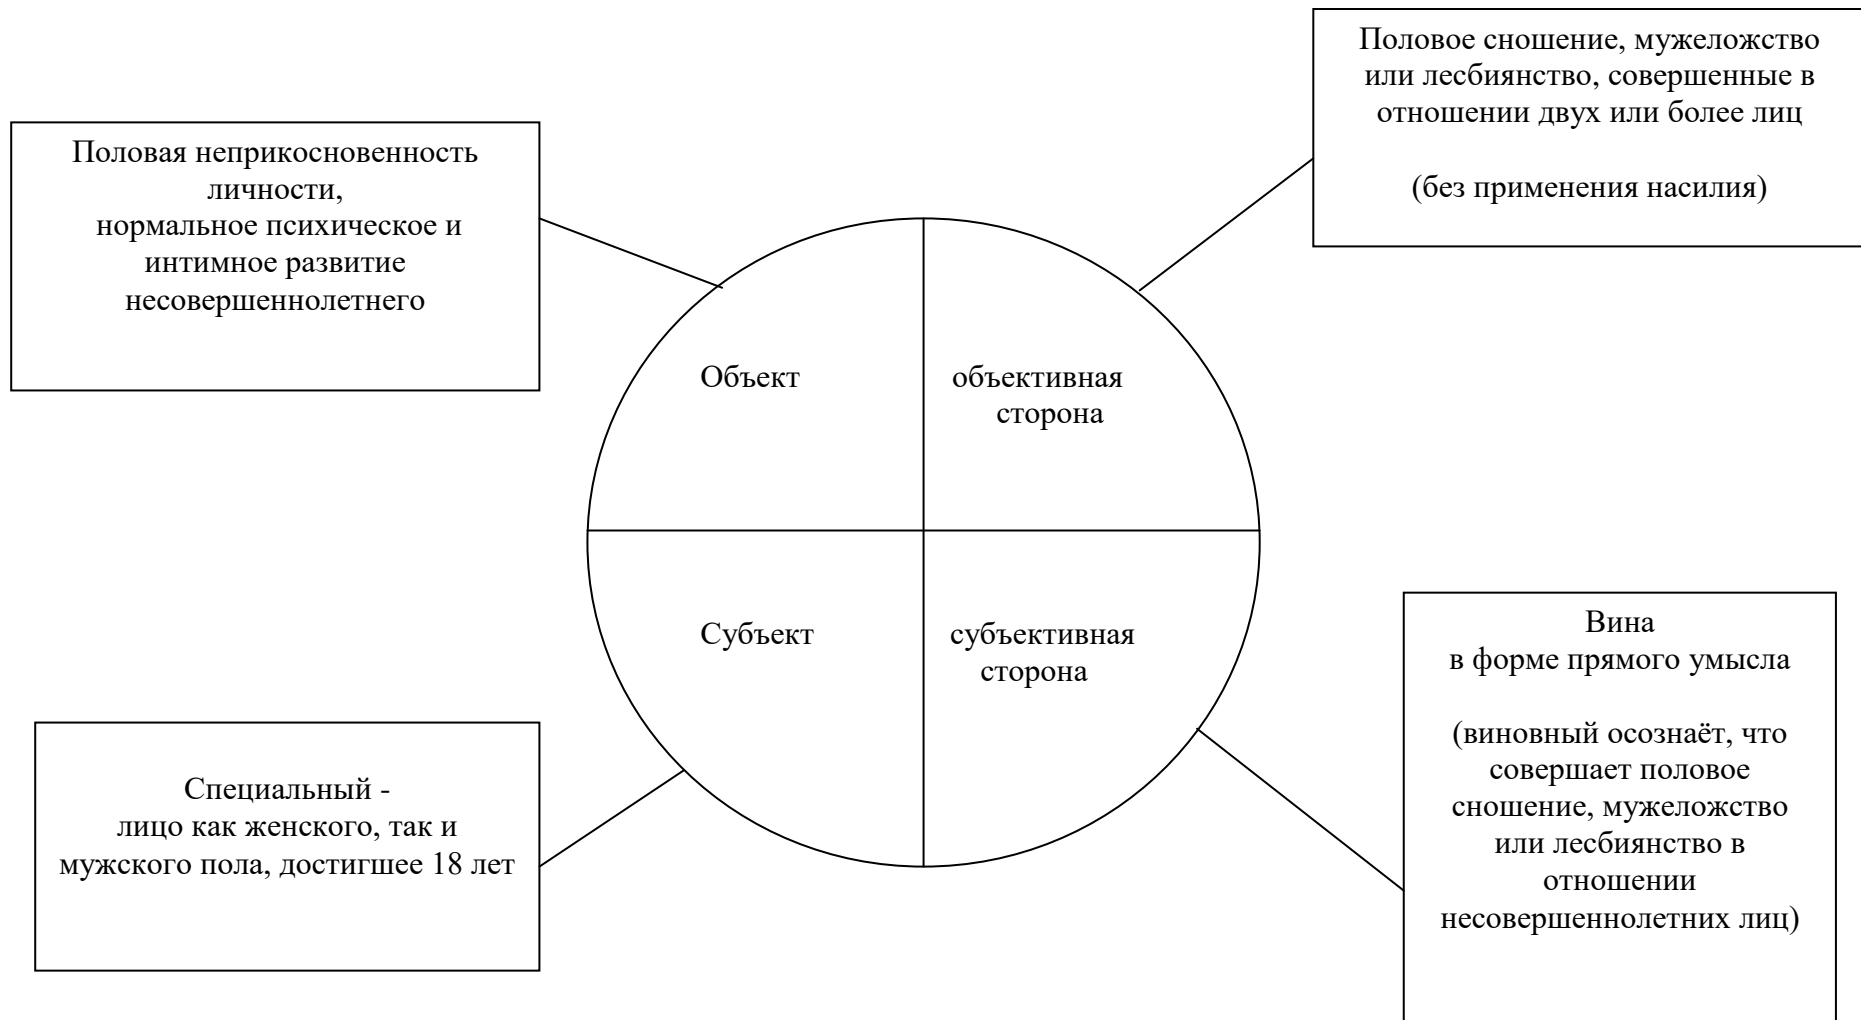 Половая неприкосновенность
личности,
нормальное психическое и
интимное развитие
несовершеннолетнего
Половое сношение, мужеложство
или лесбиянство, совершенные в
отношении двух или более лиц
(без применения насилия)
Объект
объективная
сторона
Субъект
субъективная
сторона
Специальный -
лицо как женского, так и
мужского пола, достигшее 18 лет
Вина
в форме прямого умысла
(виновный осознаёт, что
совершает половое
сношение, мужеложство
или лесбиянство в
отношении
несовершеннолетних лиц)